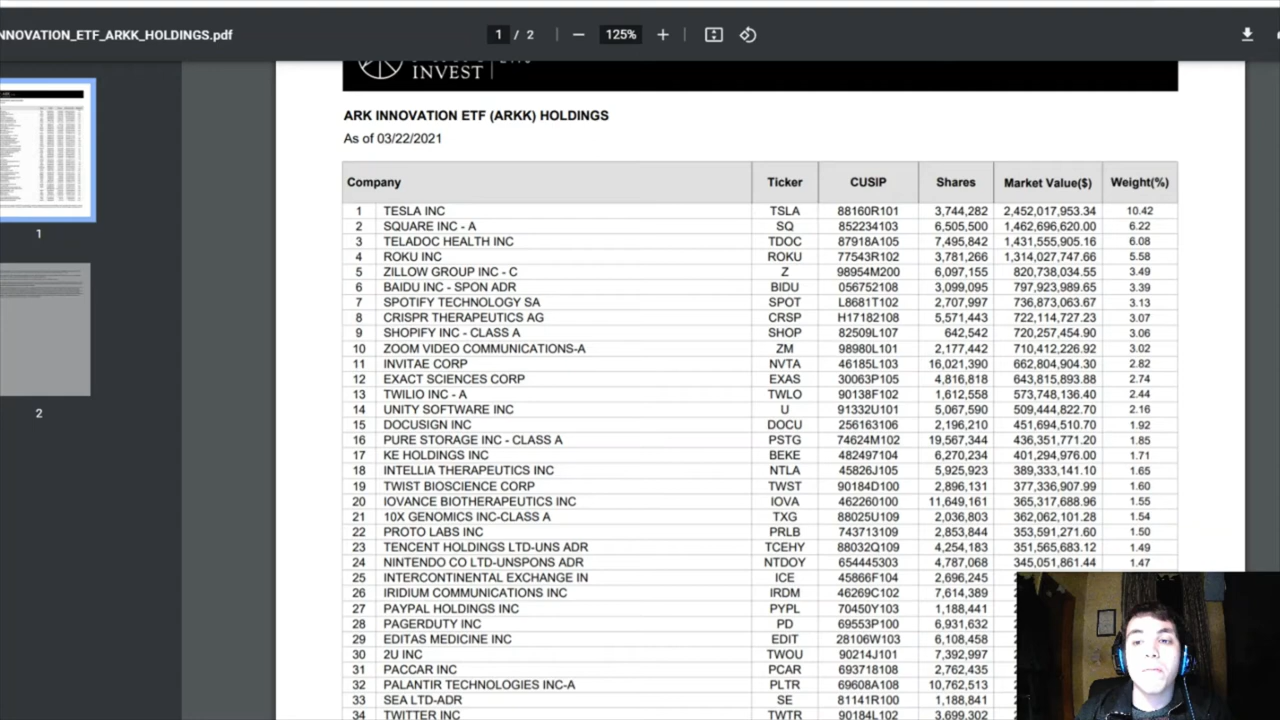 NNOVATION_ETF_ARKK_HOLDINGS.pdf 1 / 2 125%
INVEST
ARK INNOVATION ETF (ARKK) HOLDINGS
As of 03/22/2021
Company Ticker CUSIP Shares Market Value($) Weight(%)
1 TESLA INC TSLA 88160R101 3,744,282 2,452,017,953.34 10.42
2 SQUARE INC - A SQ 852234103 6,505,500 1,462,696,620.00 6.22
3 TELADOC HEALTH INC TDOC 87918A105 7,495,842 1,431,555,905.16 6.08
4 ROKU INC ROKU 77543R102 3,781,266 1,314,027,747.66 5.58
5 ZILLOW GROUP INC - C Z 98954M200 6,097,155 820,738,034.55 3.49
6 BAIDU INC - SPON ADR BIDU 056752108 3,099,095 797,923,989.65 3.39
7 SPOTIFY TECHNOLOGY SA SPOT L8681T102 2,707,997 736,873,063.67 3.13
8 CRISPR THERAPEUTICS AG CRSP H17182108 5,571,443 722,114,727.23 3.07
9 SHOPIFY INC - CLASS A SHOP 82509L107 642,542 720,257,454.90 3.06
10 ZOOM VIDEO COMMUNICATIONS-A ZM 98980L101 2,177,442 710,412,226.92 3.02
11 INVITAE CORP NVTA 46185L103 16,021,390 662,804,904.30 2.82
12 EXACT SCIENCES CORP EXAS 30063P105 4,816,818 643,815,893.88 2.74
13 TWILIO INC - A TWLO 90138F102 1,612,558 573,748,136.40 2.44
14 UNITY SOFTWARE INC U 91332U101 5,067,590 509,444,822.70 2.16
15 DOCUSIGN INC DOCU 256163106 2,196,210 451,694,510.70 1.92
16 PURE STORAGE INC - CLASS A PSTG 74624M102 19,567,344 436,351,771.20 1.85
17 KE HOLDINGS INC BEKE 482497104 6,270,234 401,294,976.00 1.71
18 INTELLIA THERAPEUTICS INC NTLA 45826J105 5,925,923 389,333,141.10 1.65
19 TWIST BIOSCIENCE CORP TWST 90184D100 2,896,131 377,336,907.99 1.60
20 IOVANCE BIOTHERAPEUTICS INC IOVA 462260100 11,649,161 365,317,688.96 1.55
21 10X GENOMICS INC-CLASS A TXG 88025U109 2,036,803 362,062,101.28 1.54
22 PROTO LABS INC PRLB 743713109 2,853,844 353,591,271.60 1.50
23 TENCENT HOLDINGS LTD-UNS ADR TCEHY 88032Q109 4,254,183 351,565,683.12 1.49
24 NINTENDO CO LTD-UNSPONS ADR NTDOY 654445303 4,787,068 345,051,861.44 1.47
25 INTERCONTINENTAL EXCHANGE IN ICE 45866F104 2,696,245
26 IRIDIUM COMMUNICATIONS INC IRDM 46269C102 7,614,389
27 PAYPAL HOLDINGS INC PYPL 70450Y103 1,188,441
28 PAGERDUTY INC PD 69553P100 6,931,632
29 EDITAS MEDICINE INC EDIT 28106W103 6,108,458
30 2U INC TWOU 90214J101 7,392,997
31 PACCAR INC PCAR 693718108 2,762,435
32 PALANTIR TECHNOLOGIES INC-A PLTR 69608A108 10,762,513
33 SEA LTD-ADR SE 81141R100 1,188,841
34 TWITTER INC TWTR 90184L102 3,699,302
1
2